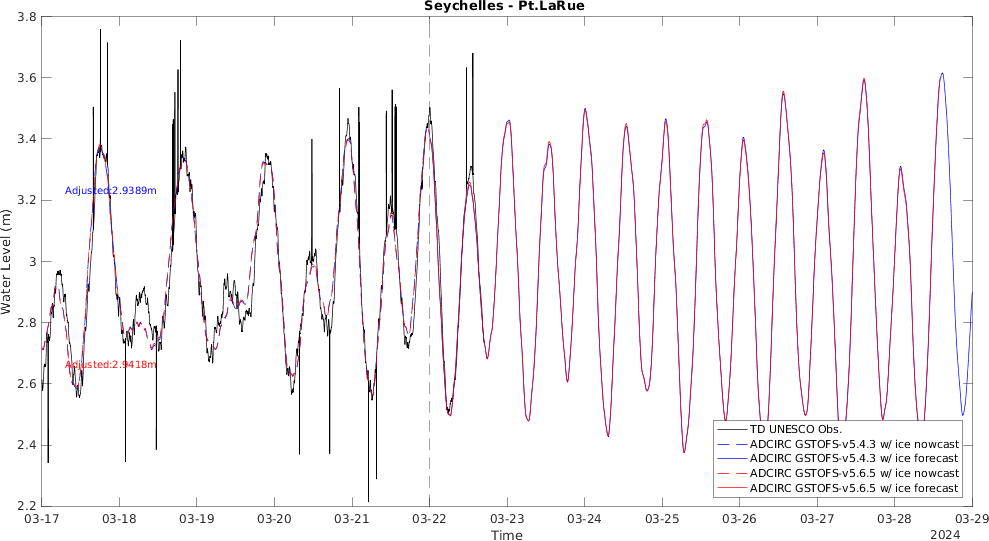 Seychelles - Pt.LaRue
Water Level (m)
3.8
3.6
3.4
3.2
3
2.8
2.6
2.4
2.2
Adjusted:2.9389m
Adjusted:2.9418m
TD UNESCO Obs.
ADCIRC GSTOFS-v5.4.3 w/ ice nowcast
ADCIRC GSTOFS-v5.4.3 w/ ice forecast
ADCIRC GSTOFS-v5.6.5 w/ ice nowcast
ADCIRC GSTOFS-v5.6.5 w/ ice forecast
03-17 03-18 03-19 03-20 03-21 03-22 03-23 03-24 03-25 03-26 03-27 03-28 03-29
Time
2024